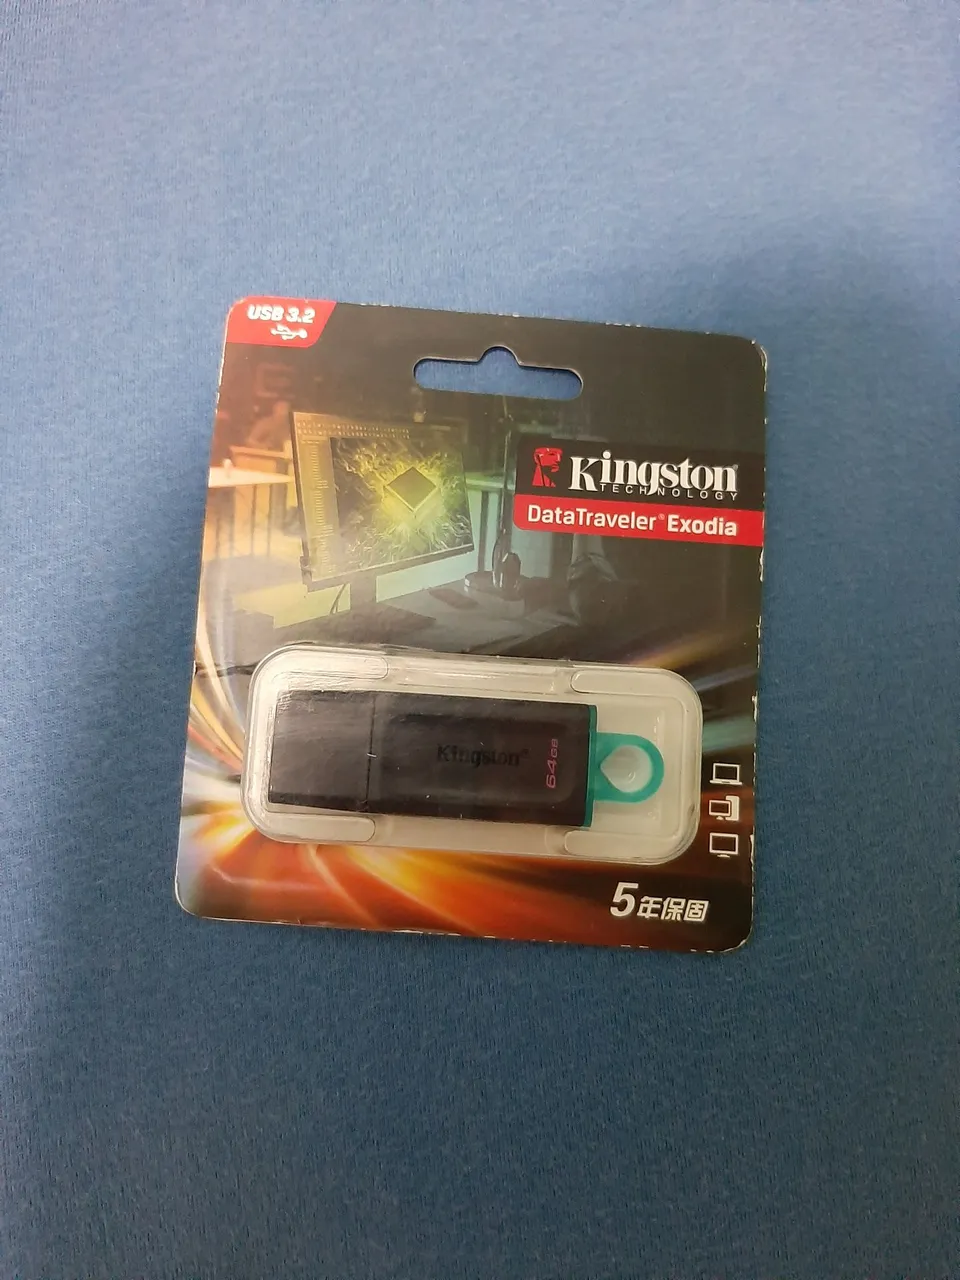 USB 3.2
Kingston®
TECHNOLOGY
DataTraveler® Exodia
Kingston®
64GB
5年保固